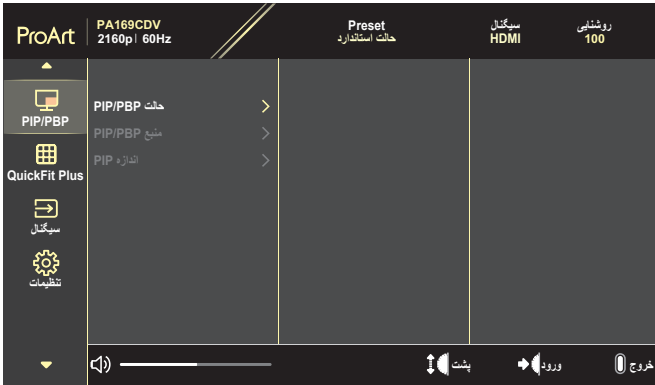 ProArt
PA169CDV
2160p | 60Hz
Preset
حالت استاندارد
سیگنال
HDMI
روشنایی
100
PIP/PBP
QuickFit Plus
سیگنال
تنظیمات
حالت PIP/PBP
منبع PIP/PBP
اندازه PIP
پشت
ورود
خروج